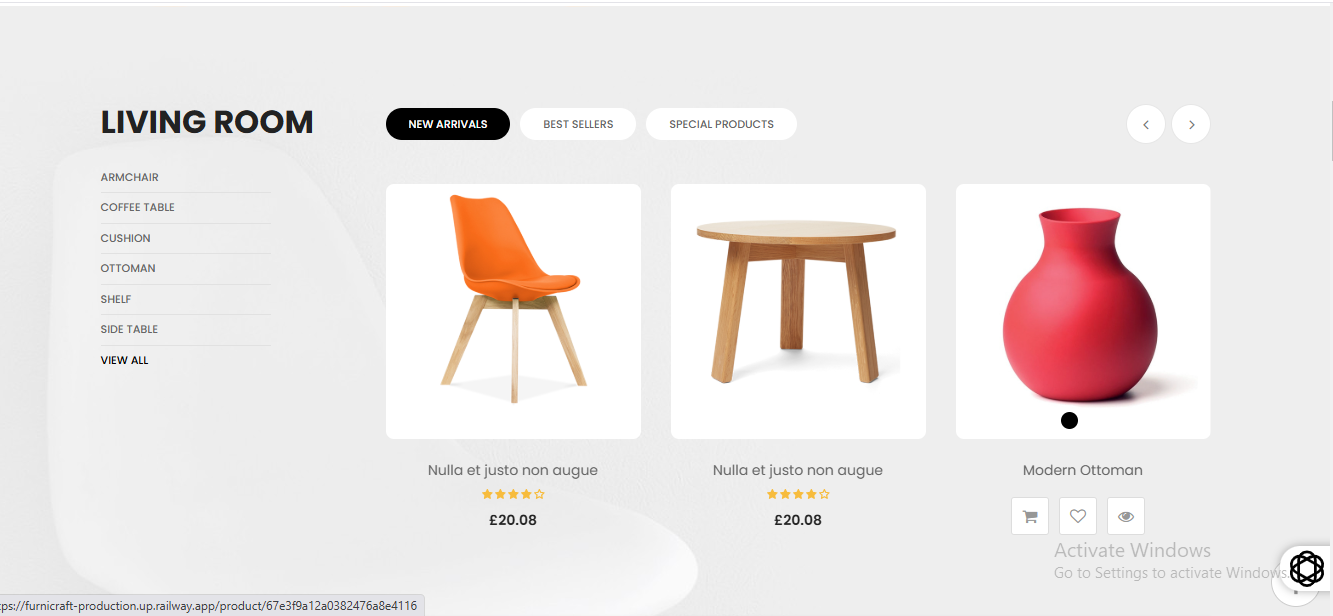 LIVING ROOM
NEW ARRIVALS
BEST SELLERS
SPECIAL PRODUCTS
ARMCHAIR
COFFEE TABLE
CUSHION
OTTOMAN
SHELF
SIDE TABLE
VIEW ALL
Nulla et justo non augue
£20.08
Nulla et justo non augue
£20.08
Modern Ottoman
Activate Windows
Go to Settings to activate Windows.
tps://furnicraft-production.up.railway.app/product/67e3f9a12a0382476a8e4116